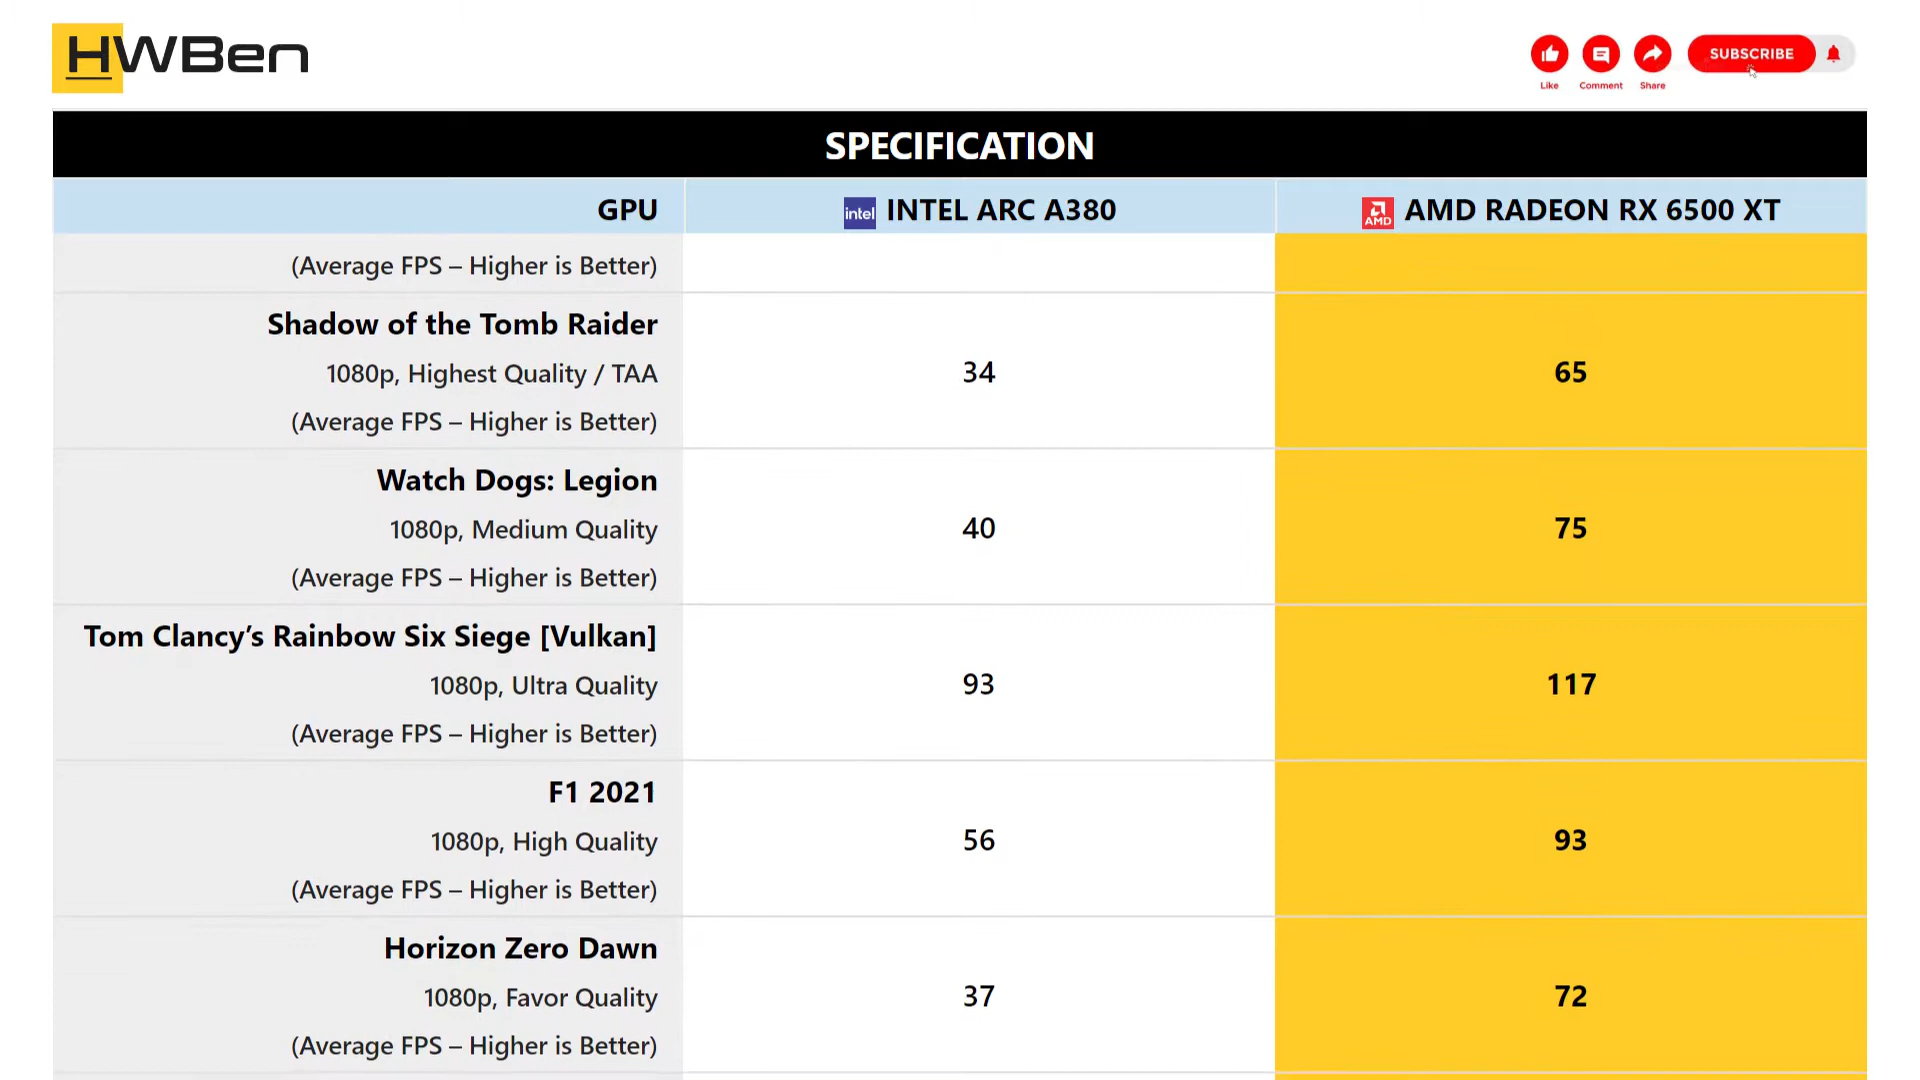 HWBen
Like Comment Share SUBSCRIBE
SPECIFICATION
GPU intel INTEL ARC A380 AMD AMD RADEON RX 6500 XT
(Average FPS – Higher is Better)
Shadow of the Tomb Raider
1080p, Highest Quality / TAA 34 65
(Average FPS – Higher is Better)
Watch Dogs: Legion
1080p, Medium Quality 40 75
(Average FPS – Higher is Better)
Tom Clancy’s Rainbow Six Siege [Vulkan]
1080p, Ultra Quality 93 117
(Average FPS – Higher is Better)
F1 2021
1080p, High Quality 56 93
(Average FPS – Higher is Better)
Horizon Zero Dawn
1080p, Favor Quality 37 72
(Average FPS – Higher is Better)